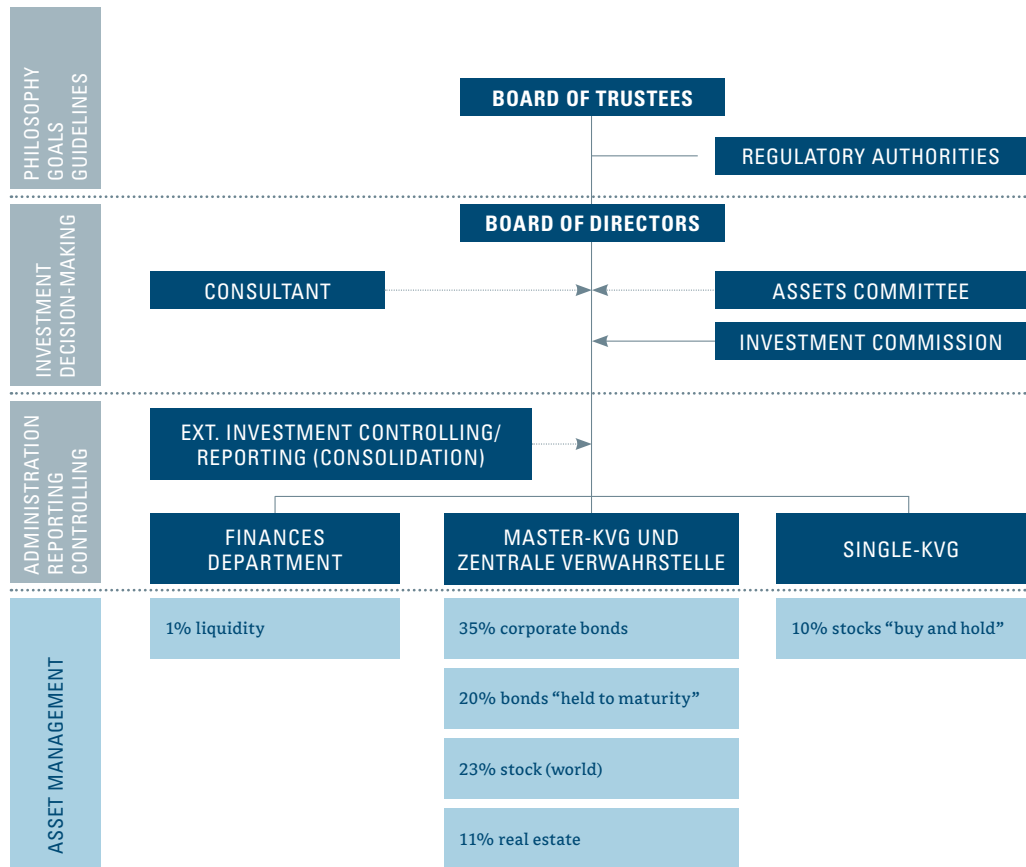 PHILOSOPHY
GOALS
GUIDELINES
BOARD OF TRUSTEES
REGULATORY AUTHORITIES
INVESTMENT
DECISION-MAKING
BOARD OF DIRECTORS
CONSULTANT
ASSETS COMMITTEE
INVESTMENT COMMISSION
ADMINISTRATION
REPORTING
CONTROLLING
EXT. INVESTMENT CONTROLLING/
REPORTING (CONSOLIDATION)
FINANCES
DEPARTMENT
MASTER-KVG UND
ZENTRALE VERWAHRSTELLE
SINGLE-KVG
ASSET MANAGEMENT
1% liquidity
35% corporate bonds
10% stocks “buy and hold”
20% bonds “held to maturity”
23% stock (world)
11% real estate